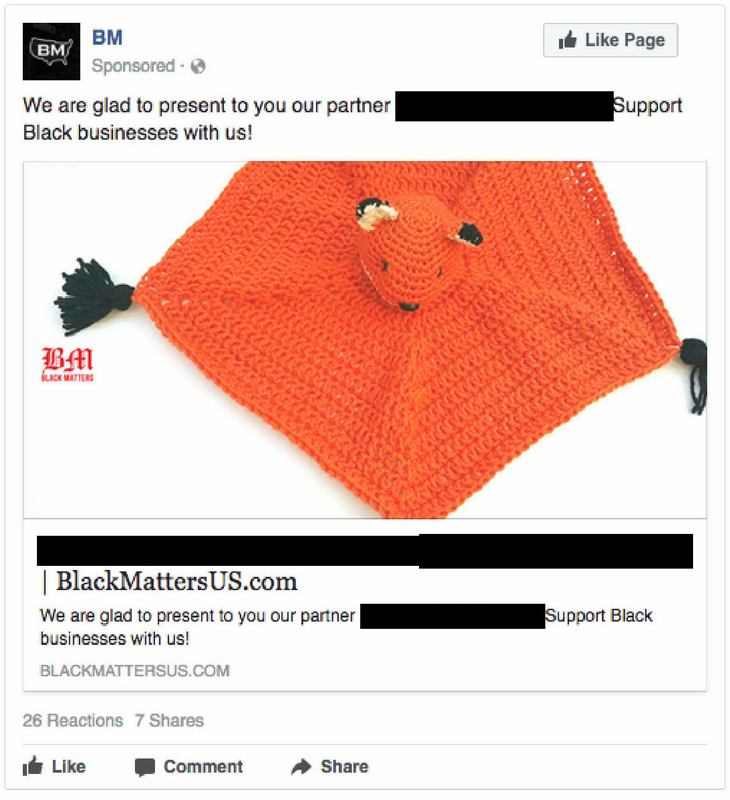 BM
BM
Like Page
Sponsored ·
We are glad to present to you our partner Support
Black businesses with us!
BM
BLACK MATTERS
| BlackMattersUS.com
We are glad to present to you our partner Support Black
businesses with us!
BLACKMATTERSUS.COM
26 Reactions 7 Shares
Like Comment Share